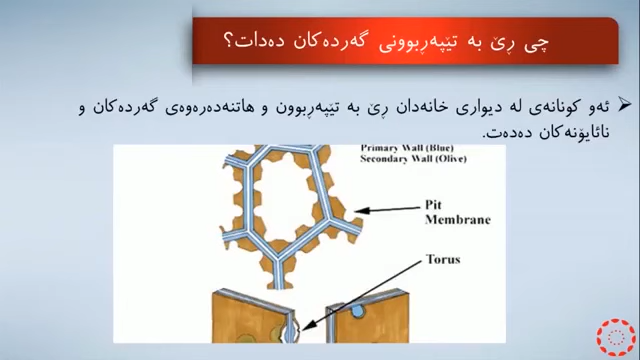 چی ڕێ بە تێپەڕبوونی گەردەکان دەدات؟
ئەو کونانەی لە دیواری خانەدان ڕێ بە تێپەڕبوون و هاتنەدەرەوەی گەردەکان و
نائایۆنەکان دەدەت.
Primary Wall (Blue)
Secondary Wall (Olive)
Pit
Membrane
Torus